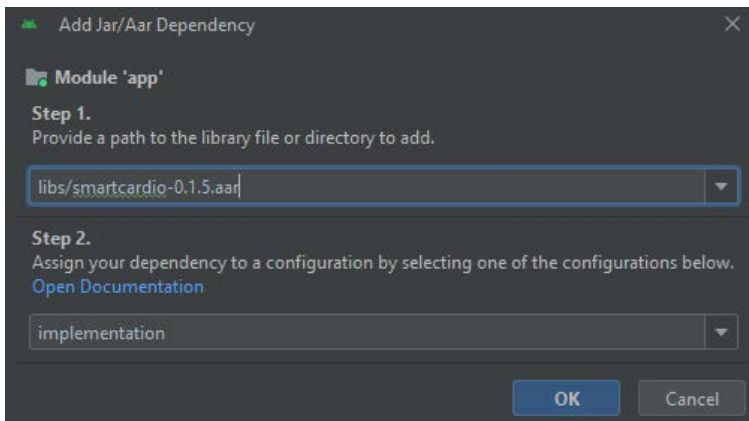 Add Jar/Aar Dependency
Module 'app'
Step 1.
Provide a path to the library file or directory to add.
libs/smartcardio-0.1.5.aar
Step 2.
Assign your dependency to a configuration by selecting one of the configurations below.
Open Documentation
implementation
OK Cancel